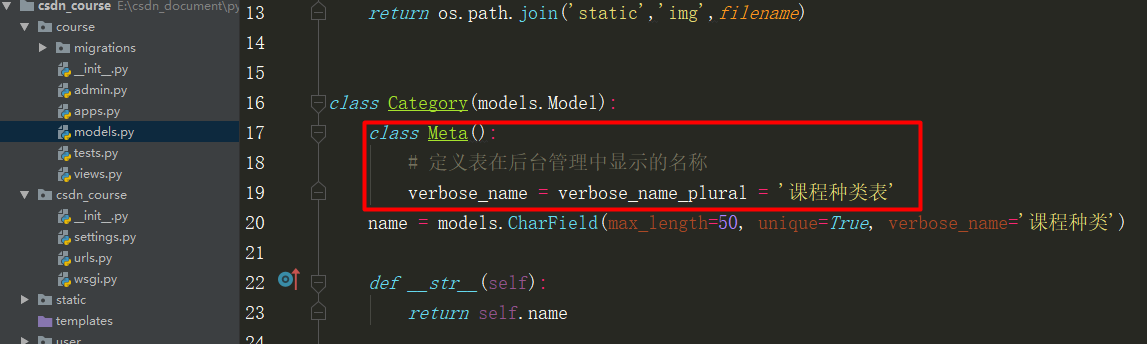 csdn_course E:\csdn_document\py
course
migrations
__init__.py
admin.py
apps.py
models.py
tests.py
views.py
csdn_course
__init__.py
settings.py
urls.py
wsgi.py
static
templates
user
13 return os.path.join('static','img',filename)
14
15
16 class Category(models.Model):
17 class Meta():
18 # 定义表在后台管理中显示的名称
19 verbose_name = verbose_name_plural = '课程种类表'
20 name = models.CharField(max_length=50, unique=True, verbose_name='课程种类')
21
22 def __str__(self):
23 return self.name
24